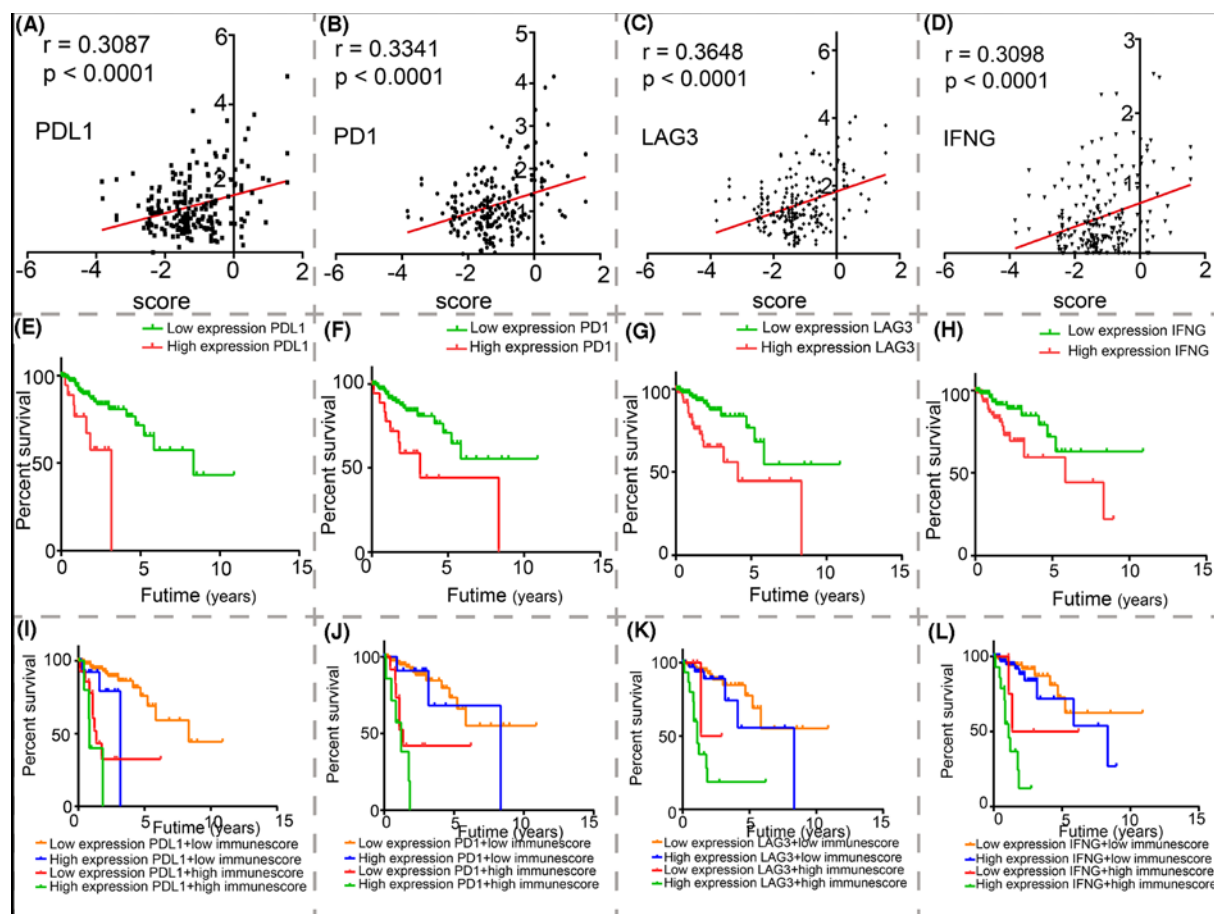 (A)
r = 0.3087
p < 0.0001
PDL1
6
4
2
-6 -4 -2 0 2
score
(B)
r = 0.3341
p < 0.0001
PD1
5
4
3
2
1
-6 -4 -2 0 2
score
(C)
r = 0.3648
p < 0.0001
LAG3
6
4
2
-6 -4 -2 0 2
score
(D)
r = 0.3098
p < 0.0001
IFNG
3
2
1
-6 -4 -2 0 2
score
(E)
Low expression PDL1
High expression PDL1
Percent survival
100
50
0
0 5 10 15
Futime (years)
(F)
Low expression PD1
High expression PD1
Percent survival
100
50
0
0 5 10 15
Futime (years)
(G)
Low expression LAG3
High expression LAG3
Percent survival
100
50
0
0 5 10 15
Futime (years)
(H)
Low expression IFNG
High expression IFNG
Percent survival
100
50
0
0 5 10 15
Futime (years)
(I)
Percent survival
100
50
0
0 5 10 15
Futime (years)
Low expression PDL1+low immunescore
High expression PDL1+low immunescore
Low expression PDL1+high immunescore
High expression PDL1+high immunescore
(J)
Percent survival
100
50
0
0 5 10 15
Futime (years)
Low expression PD1+low immunescore
High expression PD1+low immunescore
Low expression PD1+high immunescore
High expression PD1+high immunescore
(K)
Percent survival
100
50
0
0 5 10 15
Futime (years)
Low expression LAG3+low immunescore
High expression LAG3+low immunescore
Low expression LAG3+high immunescore
High expression LAG3+high immunescore
(L)
Percent survival
100
50
0
0 5 10 15
Futime (years)
Low expression IFNG+low immunescore
High expression IFNG+low immunescore
Low expression IFNG+high immunescore
High expression IFNG+high immunescore